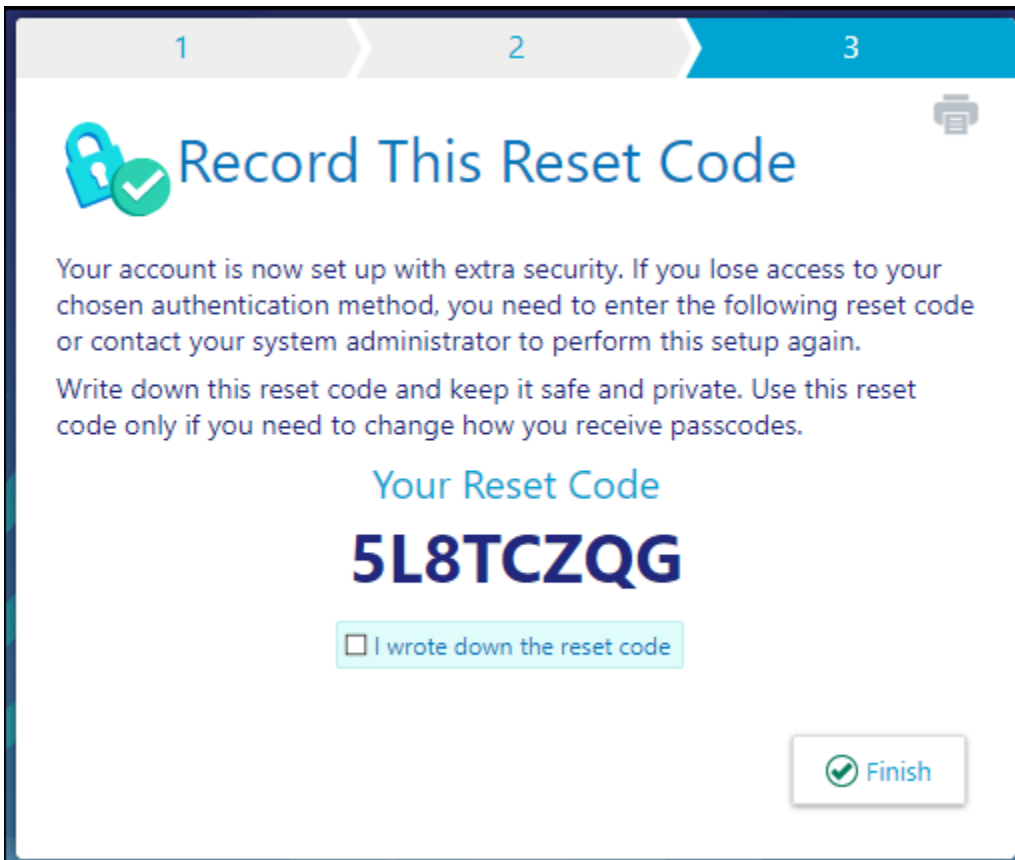 1 2 3
Record This Reset Code
Your account is now set up with extra security. If you lose access to your
chosen authentication method, you need to enter the following reset code
or contact your system administrator to perform this setup again.
Write down this reset code and keep it safe and private. Use this reset
code only if you need to change how you receive passcodes.
Your Reset Code
5L8TCZQG
I wrote down the reset code
Finish